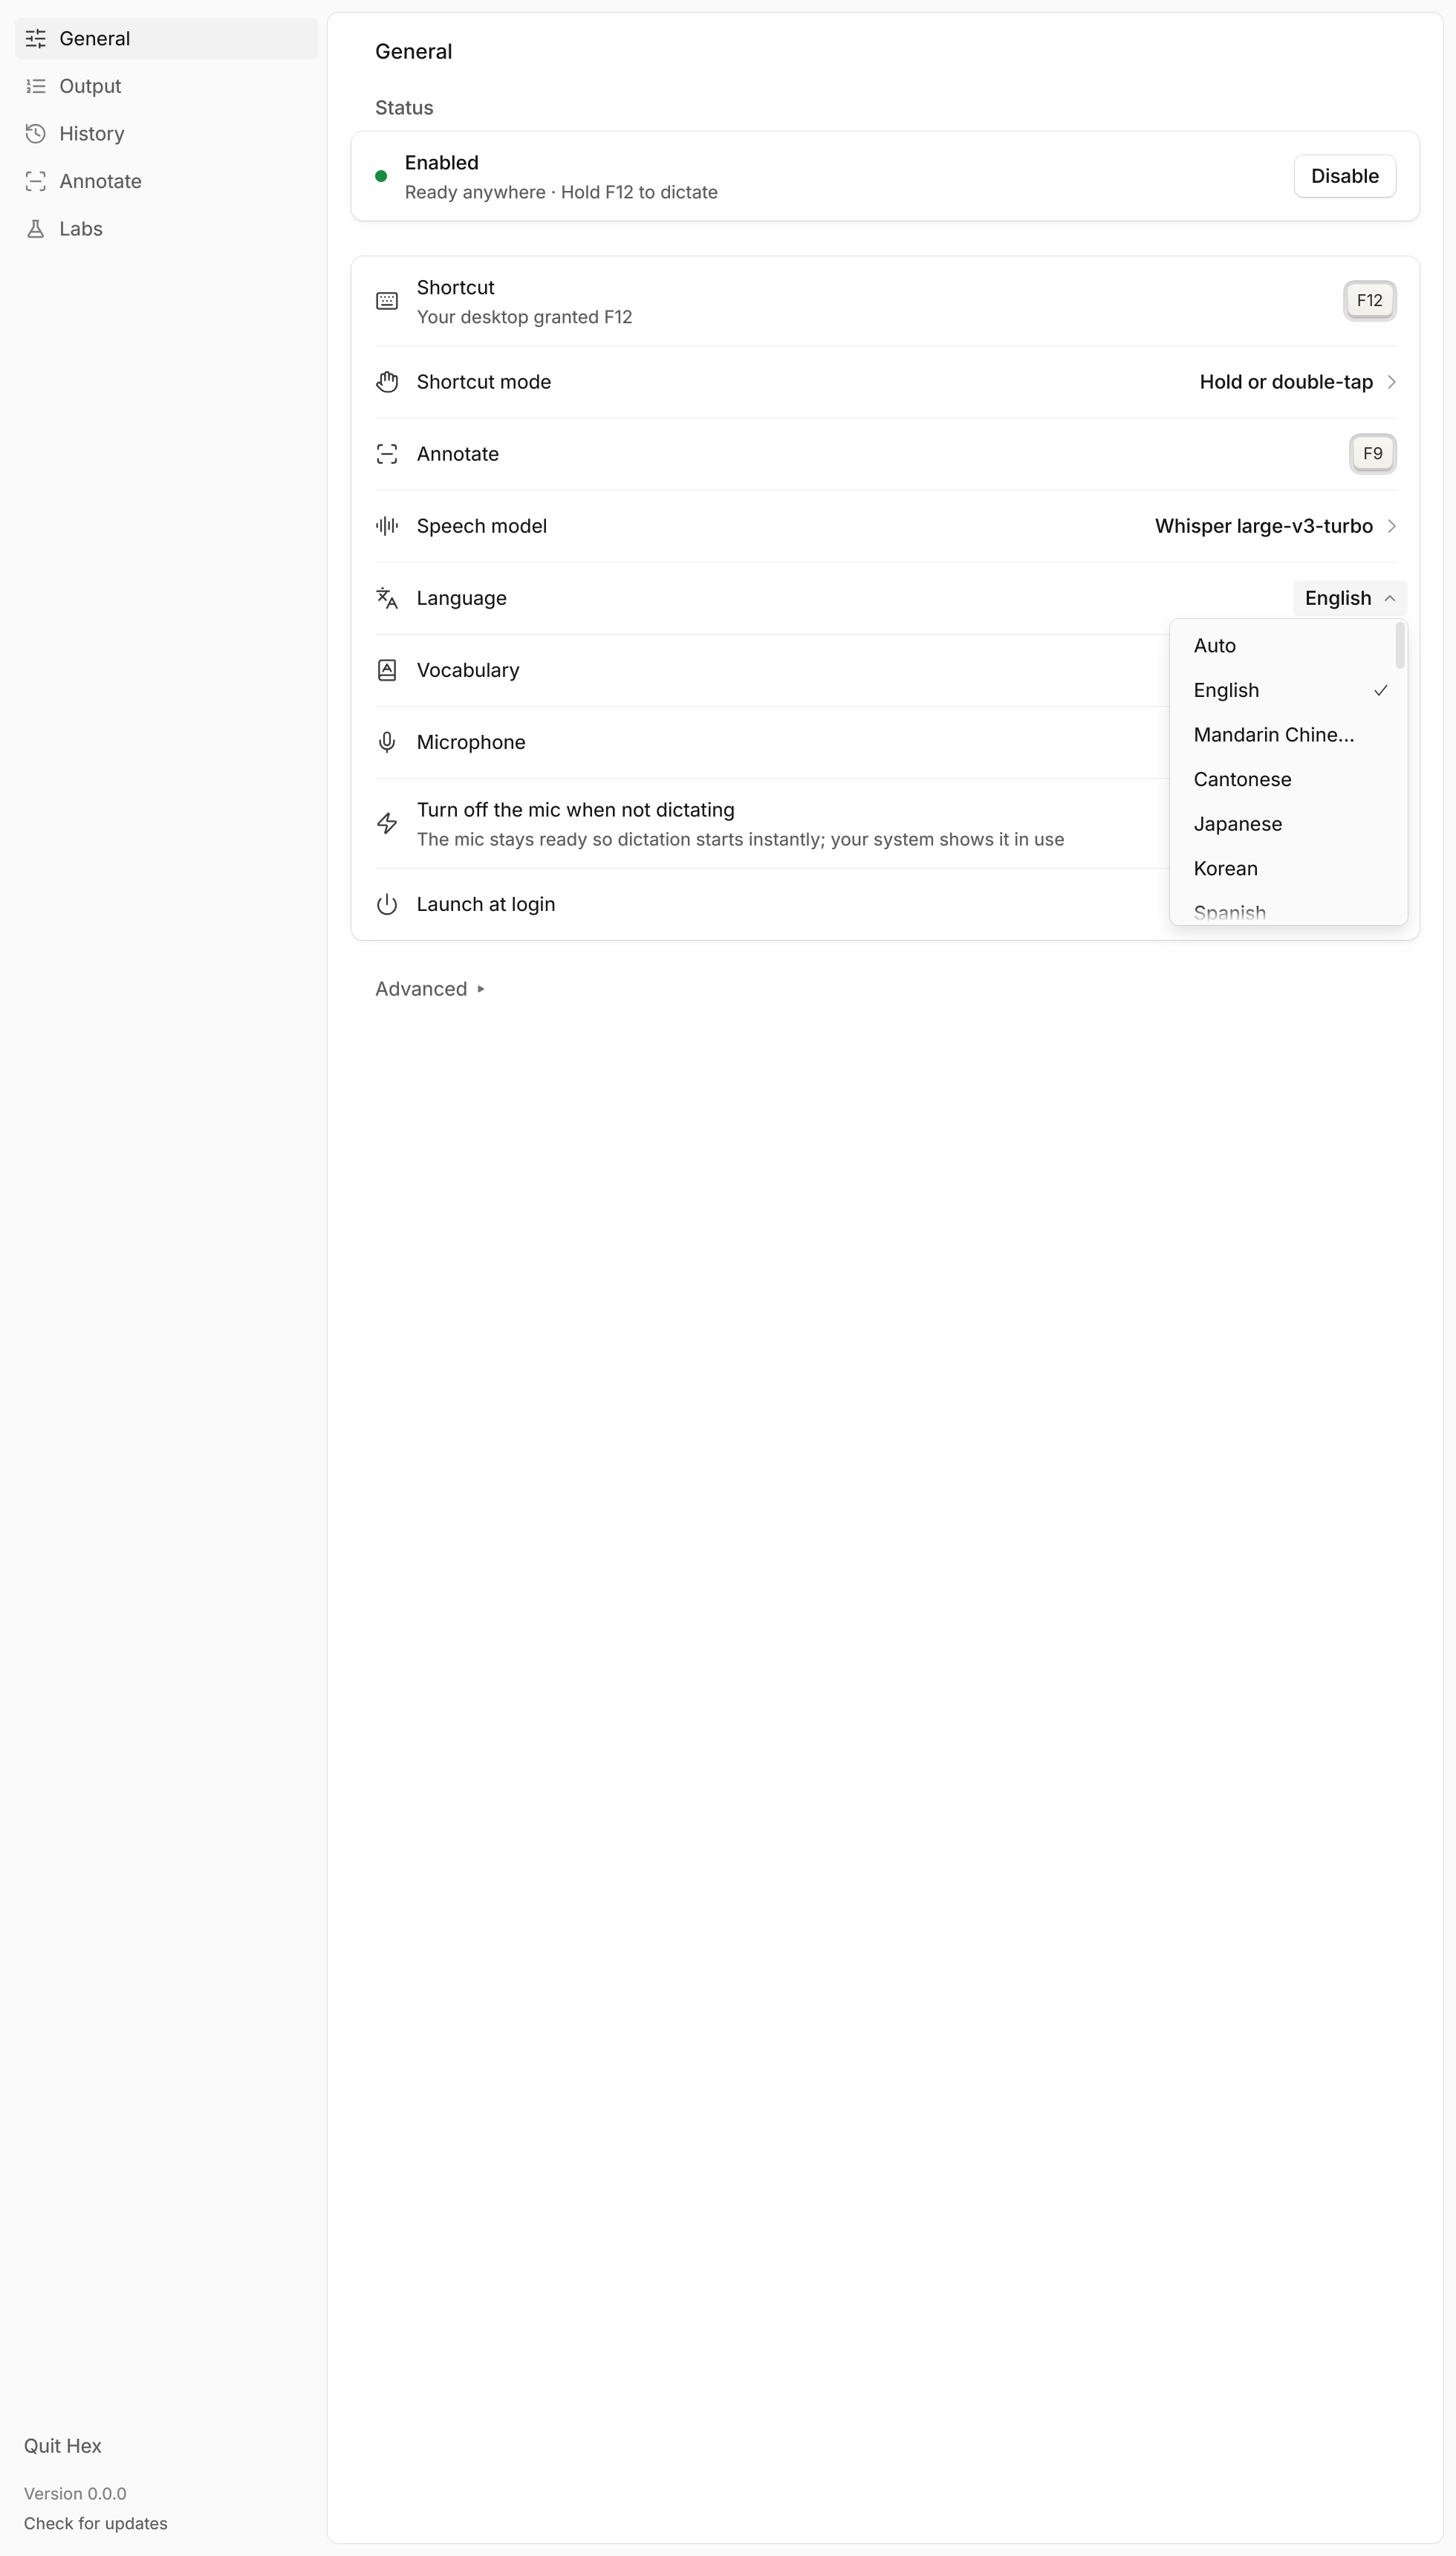 General
Output
History
Annotate
Labs
General
Status
Enabled
Ready anywhere · Hold F12 to dictate
Disable
Shortcut
Your desktop granted F12
F12
Shortcut mode
Hold or double-tap
Annotate
F9
Speech model
Whisper large-v3-turbo
Language
English
Auto
English
Mandarin Chine...
Cantonese
Japanese
Korean
Spanish
Vocabulary
Microphone
Turn off the mic when not dictating
The mic stays ready so dictation starts instantly; your system shows it in use
Launch at login
Advanced
Quit Hex
Version 0.0.0
Check for updates